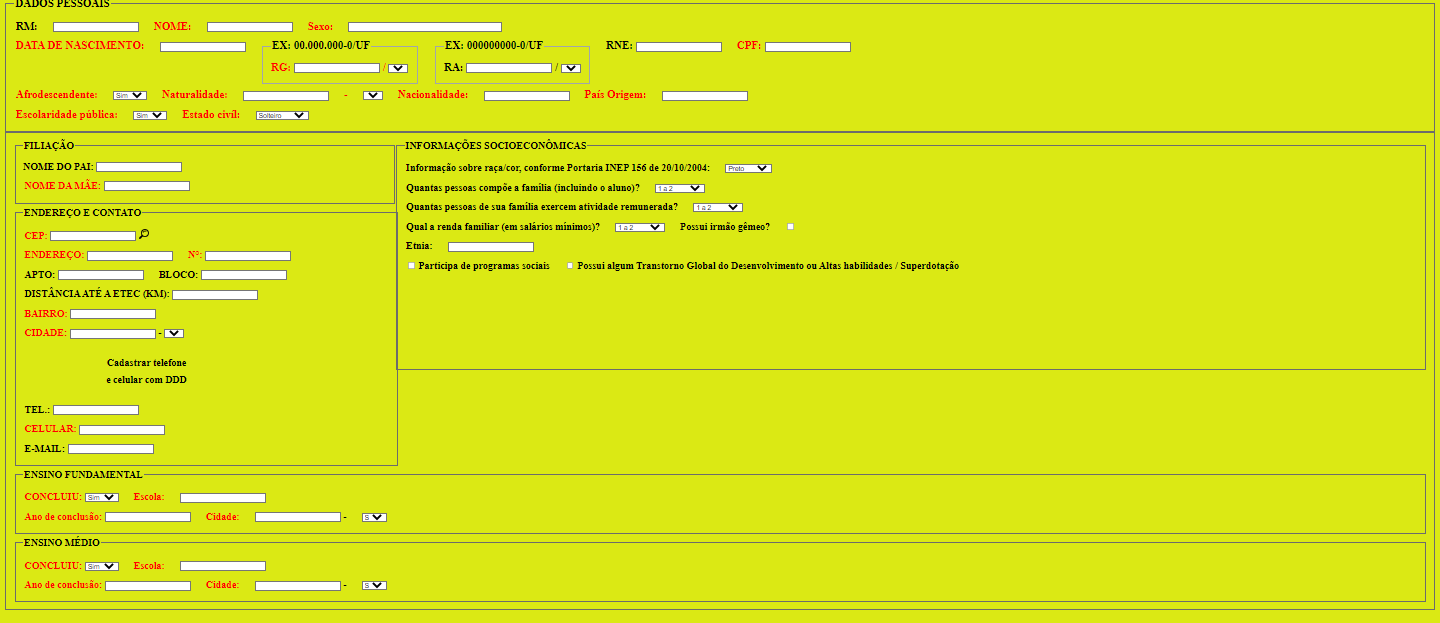 DADOS PESSOAIS
RM: NOME: Sexo:
DATA DE NASCIMENTO: EX: 00.000.000-0/UF EX: 000000000-0/UF RNE: CPF:
RG: / RA: /
Afrodescendente: Sim Naturalidade: - Nacionalidade: País Origem:
Escolaridade pública: Sim Estado civíl: Solteiro
FILIAÇÃO
NOME DO PAI:
NOME DA MÃE:
INFORMAÇÕES SOCIOECONÔMICAS
Informação sobre raça/cor, conforme Portaria INEP 156 de 20/10/2004: Preto
Quantas pessoas compõe a família (incluindo o aluno)? 1 a 2
Quantas pessoas de sua família exercem atividade remunerada? 1 a 2
Qual a renda familiar (em salários mínimos)? 1 a 2 Possui irmão gêmeo?
Etnia:
Participa de programas sociais Possui algum Transtorno Global do Desenvolvimento ou Altas habilidades / Superdotação
ENDEREÇO E CONTATO
CEP:
ENDEREÇO: Nº:
APTO: BLOCO:
DISTÂNCIA ATÉ A ETEC (KM):
BAIRRO:
CIDADE: -
Cadastrar telefone
e celular com DDD
TEL.:
CELULAR:
E-MAIL:
ENSINO FUNDAMENTAL
CONCLUIU: Sim Escola:
Ano de conclusão: Cidade: - S
ENSINO MÉDIO
CONCLUIU: Sim Escola:
Ano de conclusão: Cidade: - S